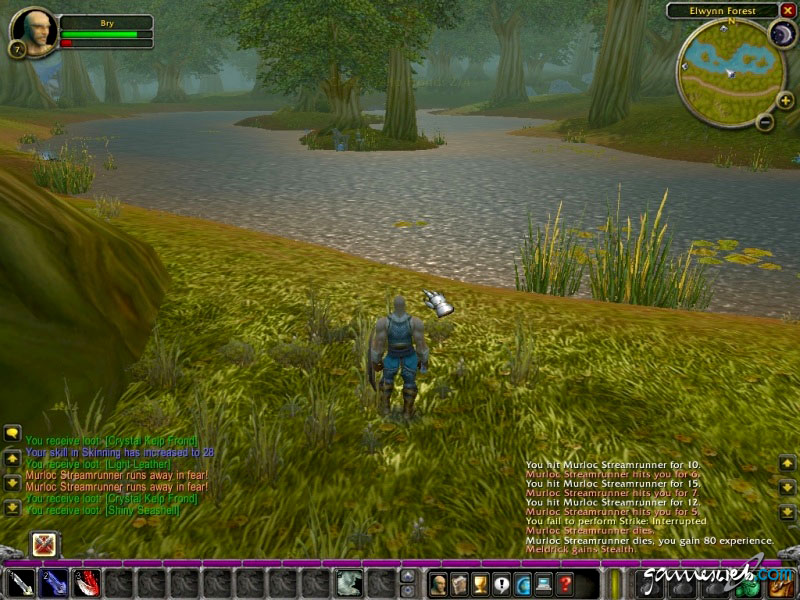 Bry
7
Elwynn Forest
N
You receive loot: [Crystal Kelp Frond]
Your skill in Skinning has increased to 28
You receive loot: [Light Leather]
Murloc Streamrunner runs away in fear!
Murloc Streamrunner runs away in fear!
You receive loot: [Crystal Kelp Frond]
You receive loot: [Shiny Seashell]
You hit Murloc Streamrunner for 10.
Murloc Streamrunner hits you for 6.
You hit Murloc Streamrunner for 15.
Murloc Streamrunner hits you for 7.
You hit Murloc Streamrunner for 12.
Murloc Streamrunner hits you for 5.
You fail to perform Strike: Interrupted
Murloc Streamrunner dies.
Murloc Streamrunner dies, you gain 80 experience.
Meldrick gains Stealth.
gamesweb.com